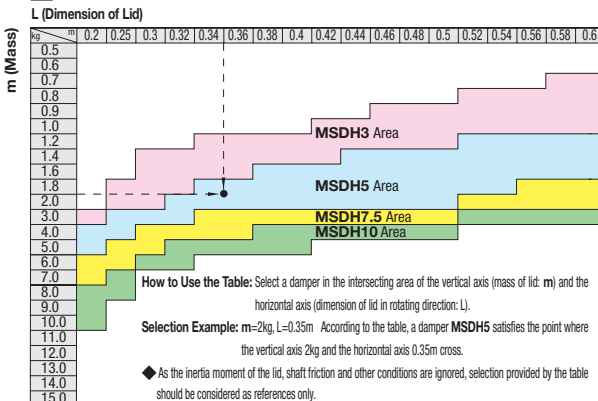 L (Dimension of Lid)
kg m 0.2 0.25 0.3 0.32 0.34 0.36 0.38 0.4 0.42 0.44 0.46 0.48 0.5 0.52 0.54 0.56 0.58 0.6
m (Mass)
0.5
0.6
0.7
0.8
0.9
1.0
1.2
1.4
1.6
1.8
2.0
3.0
4.0
5.0
6.0
7.0
8.0
9.0
10.0
11.0
12.0
13.0
14.0
15.0
MSDH3 Area
MSDH5 Area
MSDH7.5 Area
MSDH10 Area
How to Use the Table: Select a damper in the intersecting area of the vertical axis (mass of lid: m) and the
horizontal axis (dimension of lid in rotating direction: L).
Selection Example: m=2kg, L=0.35m According to the table, a damper MSDH5 satisfies the point where
the vertical axis 2kg and the horizontal axis 0.35m cross.
◆ As the inertia moment of the lid, shaft friction and other conditions are ignored, selection provided by the table
should be considered as references only.